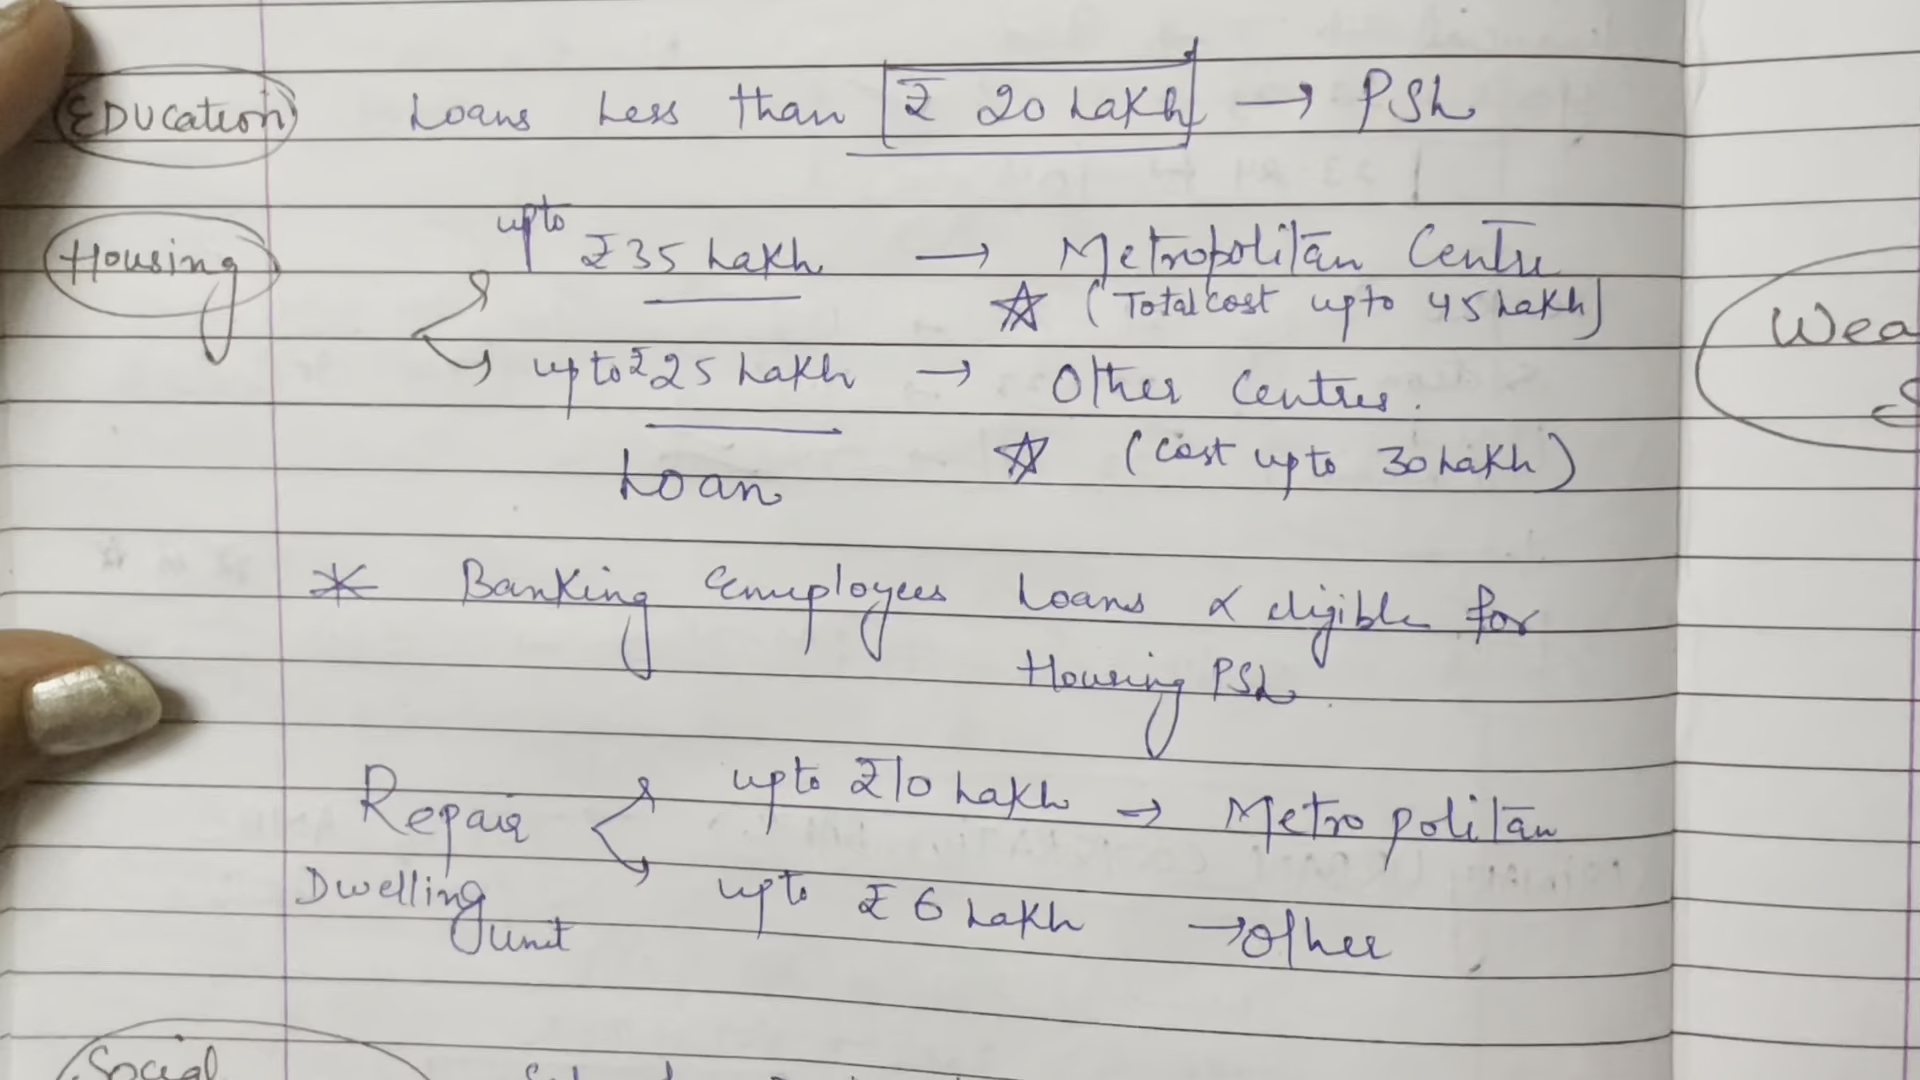 Education Loans Less than ₹ 20 Lakh → PSL
Housing upto ₹35 Lakh → Metropolitan Centre
☆ (Total cost upto 45 Lakh)
upto ₹25 Lakh → Other Centres.
Loan ☆ (Cost upto 30 Lakh)
* Banking Employees Loans eligible for
Housing PSL
Repair upto ₹10 Lakh → Metropolitan
Dwelling unit upto ₹ 6 Lakh → Other
Social
Wea